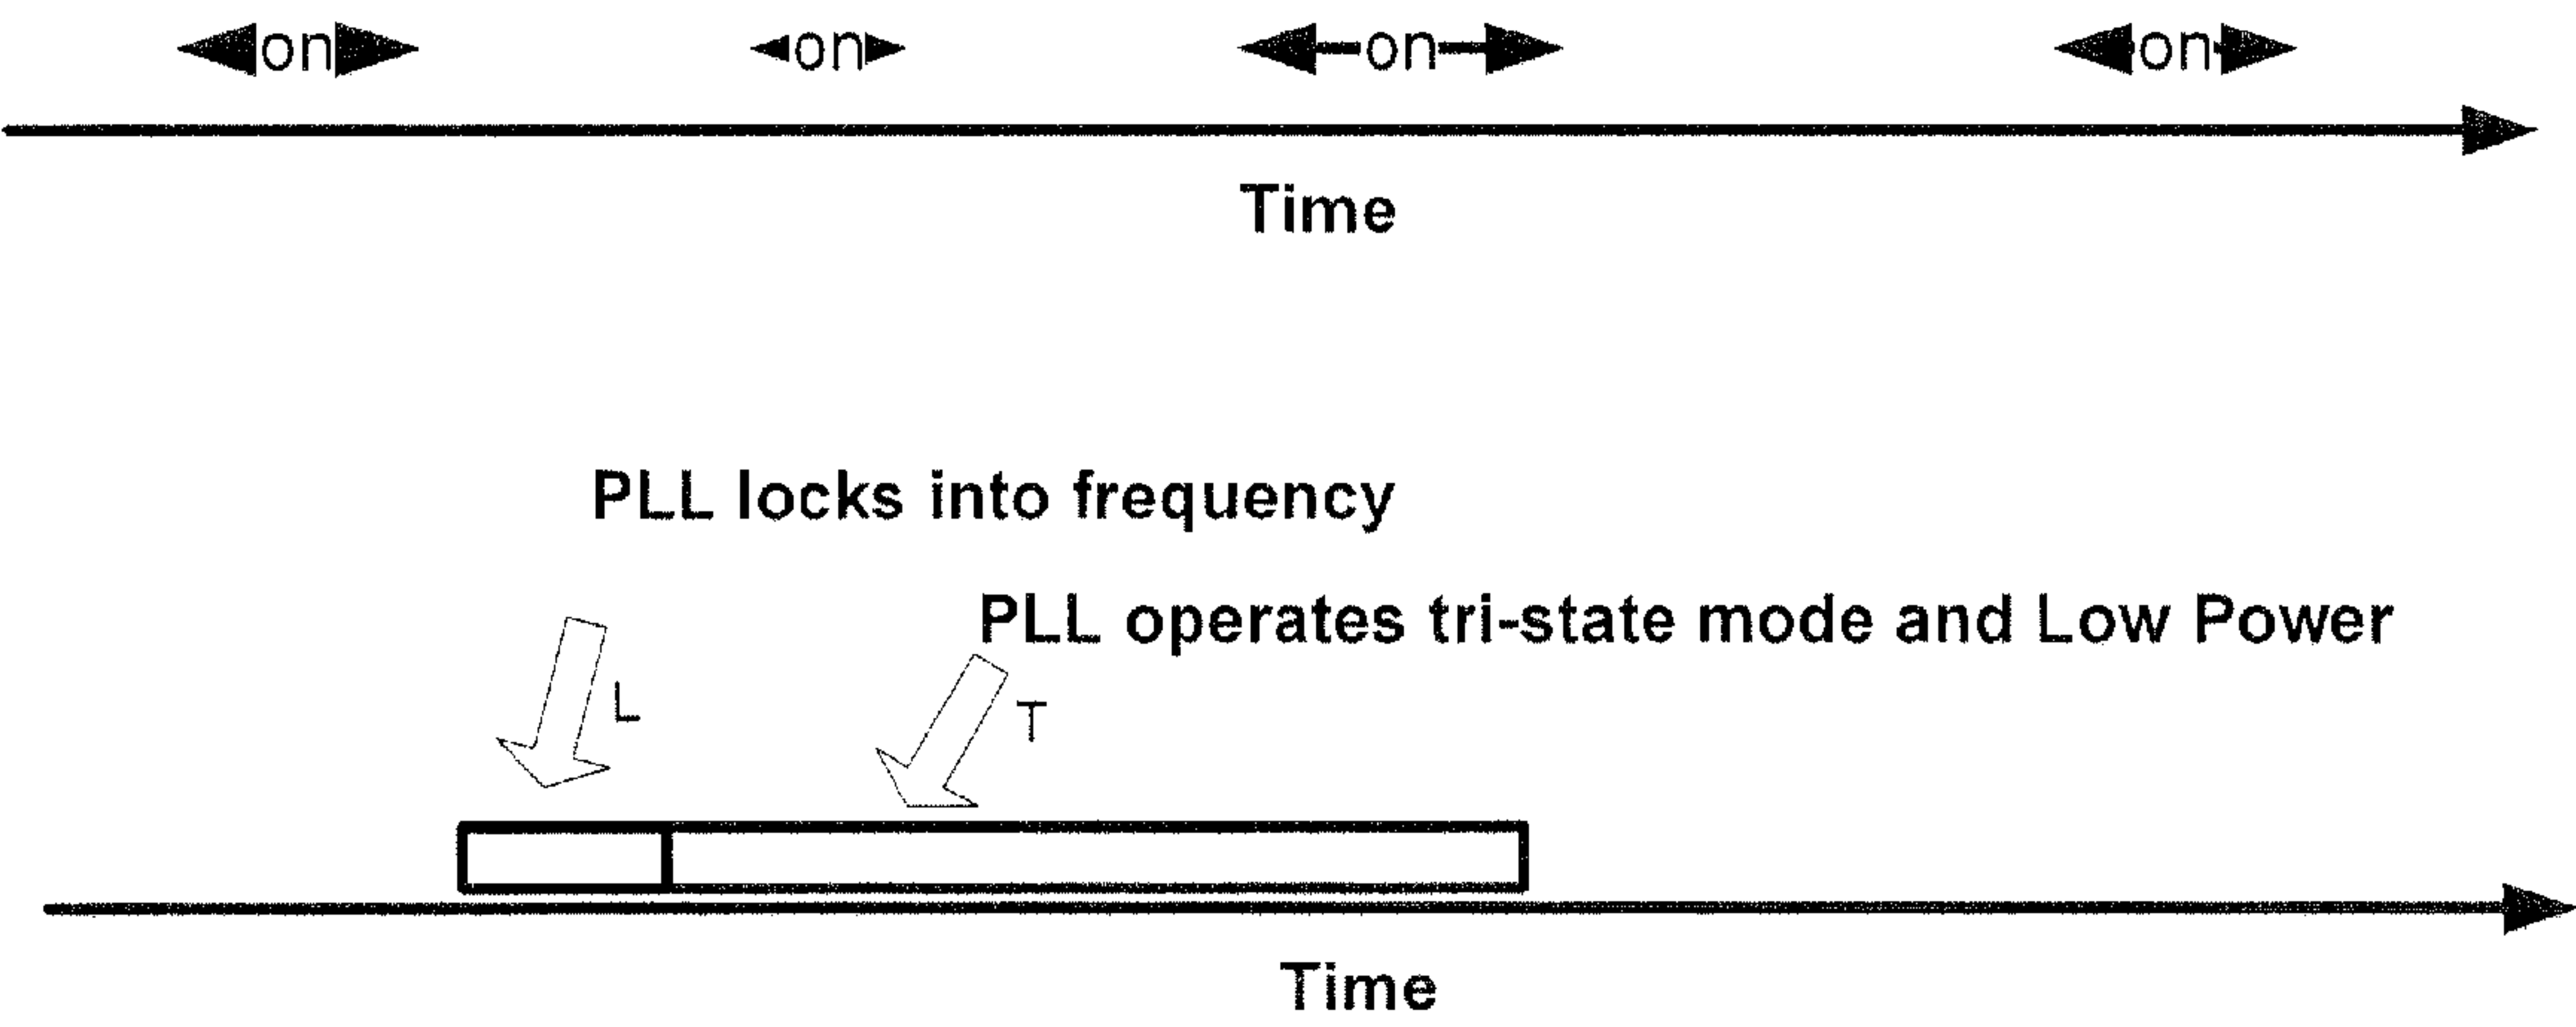 on on on on
Time
PLL locks into frequency
PLL operates tri-state mode and Low Power
L
T
Time